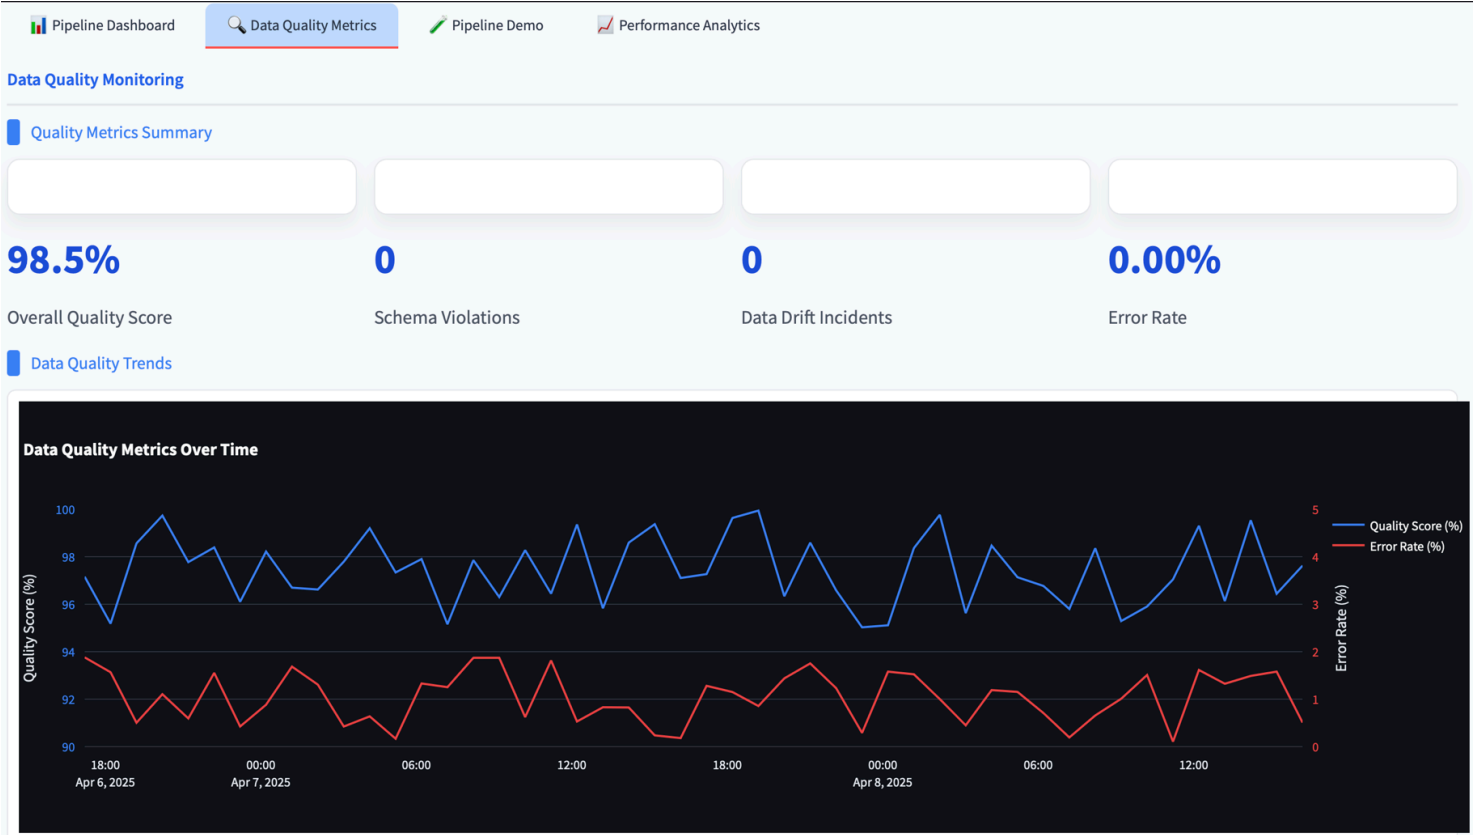 Pipeline Dashboard Data Quality Metrics Pipeline Demo Performance Analytics
Data Quality Monitoring
Quality Metrics Summary
98.5% 0 0 0.00%
Overall Quality Score Schema Violations Data Drift Incidents Error Rate
Data Quality Trends
Data Quality Metrics Over Time
Quality Score (%)
100
98
96
94
92
90
18:00 00:00 06:00 12:00 18:00 00:00 06:00 12:00
Apr 6, 2025 Apr 7, 2025 Apr 8, 2025
5
4
3
2
1
0
Error Rate (%)
Quality Score (%)
Error Rate (%)